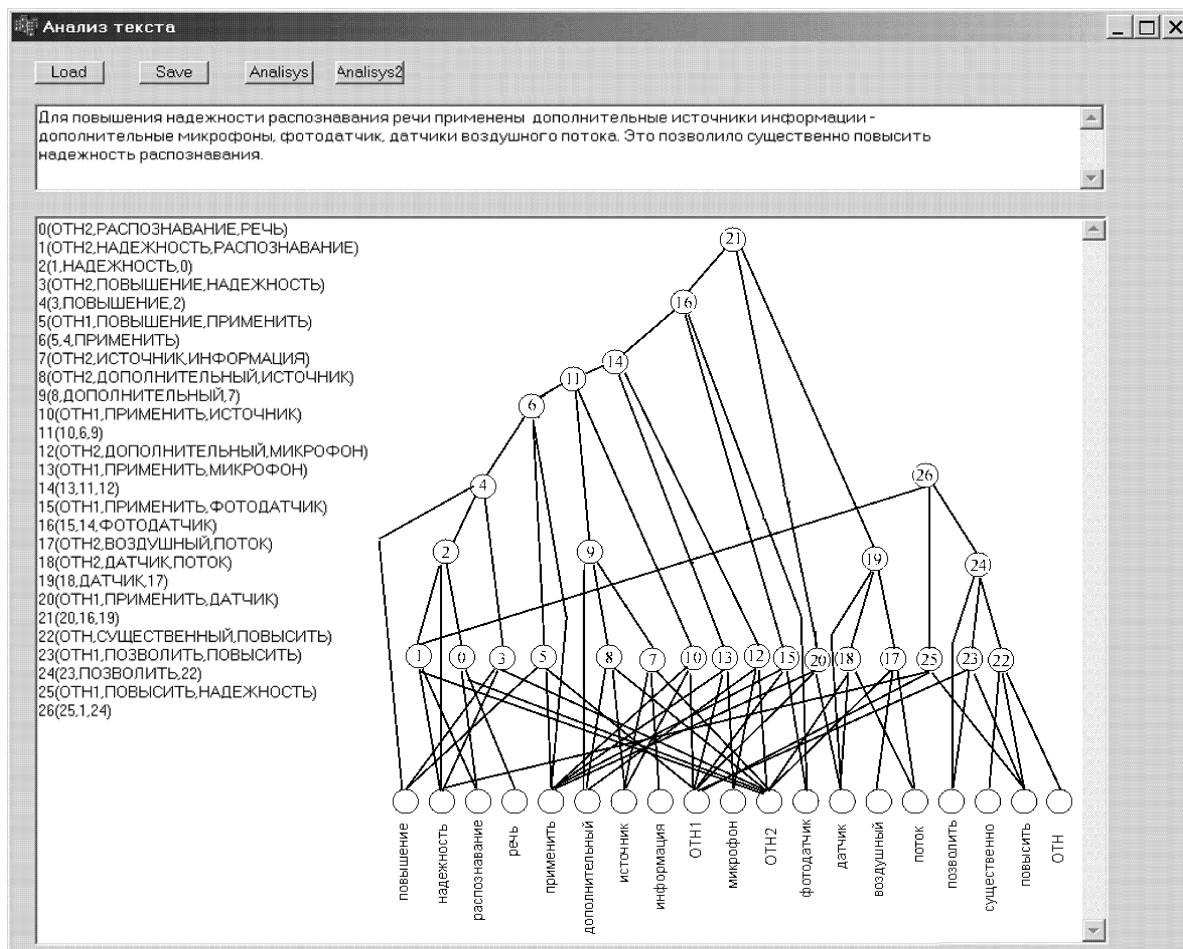 Анализ текста
Load Save Analisys Analisys2
Для повышения надежности распознавания речи применены дополнительные источники информации -
дополнительные микрофоны, фотодатчик, датчики воздушного потока. Это позволило существенно повысить
надежность распознавания.
0(ОТН2,РАСПОЗНАВАНИЕ,РЕЧЬ)
1(ОТН2,НАДЕЖНОСТЬ,РАСПОЗНАВАНИЕ)
2(1,НАДЕЖНОСТЬ,0)
3(ОТН2,ПОВЫШЕНИЕ,НАДЕЖНОСТЬ)
4(3,ПОВЫШЕНИЕ,2)
5(ОТН1,ПОВЫШЕНИЕ,ПРИМЕНИТЬ)
6(5,4,ПРИМЕНИТЬ)
7(ОТН2,ИСТОЧНИК,ИНФОРМАЦИЯ)
8(ОТН2,ДОПОЛНИТЕЛЬНЫЙ,ИСТОЧНИК)
9(8,ДОПОЛНИТЕЛЬНЫЙ,7)
10(ОТН1,ПРИМЕНИТЬ,ИСТОЧНИК)
11(10,6,9)
12(ОТН2,ДОПОЛНИТЕЛЬНЫЙ,МИКРОФОН)
13(ОТН1,ПРИМЕНИТЬ,МИКРОФОН)
14(13,11,12)
15(ОТН1,ПРИМЕНИТЬ,ФОТОДАТЧИК)
16(15,14,ФОТОДАТЧИК)
17(ОТН2,ВОЗДУШНЫЙ,ПОТОК)
18(ОТН2,ДАТЧИК,ПОТОК)
19(18,ДАТЧИК,17)
20(ОТН1,ПРИМЕНИТЬ,ДАТЧИК)
21(20,16,19)
22(ОТН,СУЩЕСТВЕННЫЙ,ПОВЫСИТЬ)
23(ОТН1,ПОЗВОЛИТЬ,ПОВЫСИТЬ)
24(23,ПОЗВОЛИТЬ,22)
25(ОТН1,ПОВЫСИТЬ,НАДЕЖНОСТЬ)
26(25,1,24)
21
16
14
11
6
26
4
2 9 19 24
1 0 3 5 8 7 10 13 12 15 20 18 17 25 23 22
повышение
надежность
распознавание
речь
применить
дополнительный
источник
информация
ОТН1
микрофон
ОТН2
фотодатчик
датчик
воздушный
поток
позволить
существенно
повысить
ОТН